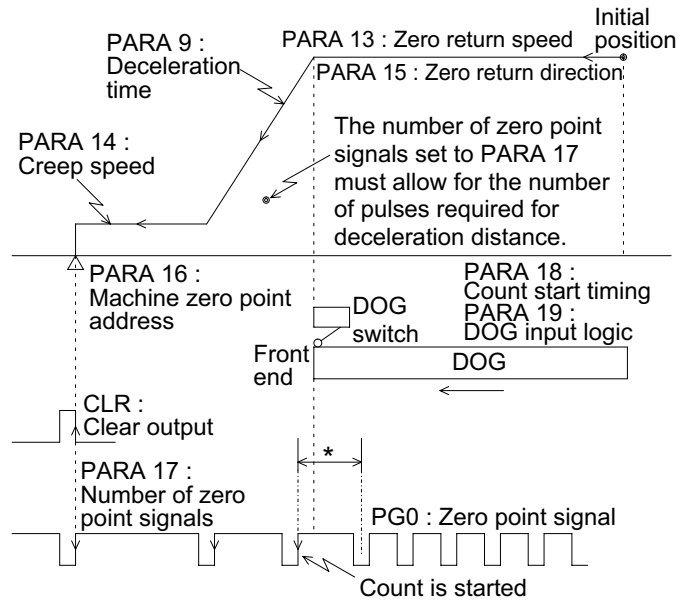 Initial
position
PARA 9 :
Deceleration
time
PARA 13 : Zero return speed
PARA 15 : Zero return direction
PARA 14 :
Creep speed
The number of zero point
signals set to PARA 17
must allow for the number
of pulses required for
deceleration distance.
PARA 16 :
Machine zero point
address
PARA 18 :
Count start timing
PARA 19 :
DOG input logic
DOG
switch
Front
end
DOG
CLR :
Clear output
*
PARA 17 :
Number of zero
point signals
PG0 : Zero point signal
Count is started